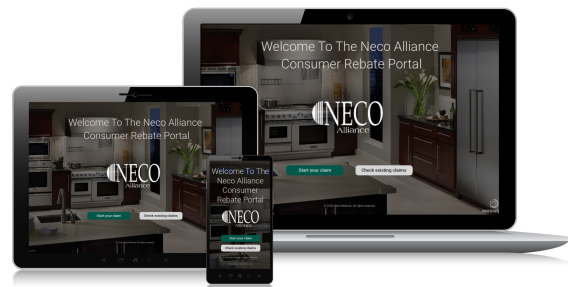 Welcome To The Neco Alliance
Consumer Rebate Portal
NECO
Alliance
Start your claim
Check existing claims
Welcome To The Neco Alliance
Consumer Rebate Portal
NECO
Alliance
Start your claim
Check existing claims
Welcome To The
Neco Alliance
Consumer
Rebate Portal
NECO
Alliance
Start your claim
Check existing claims